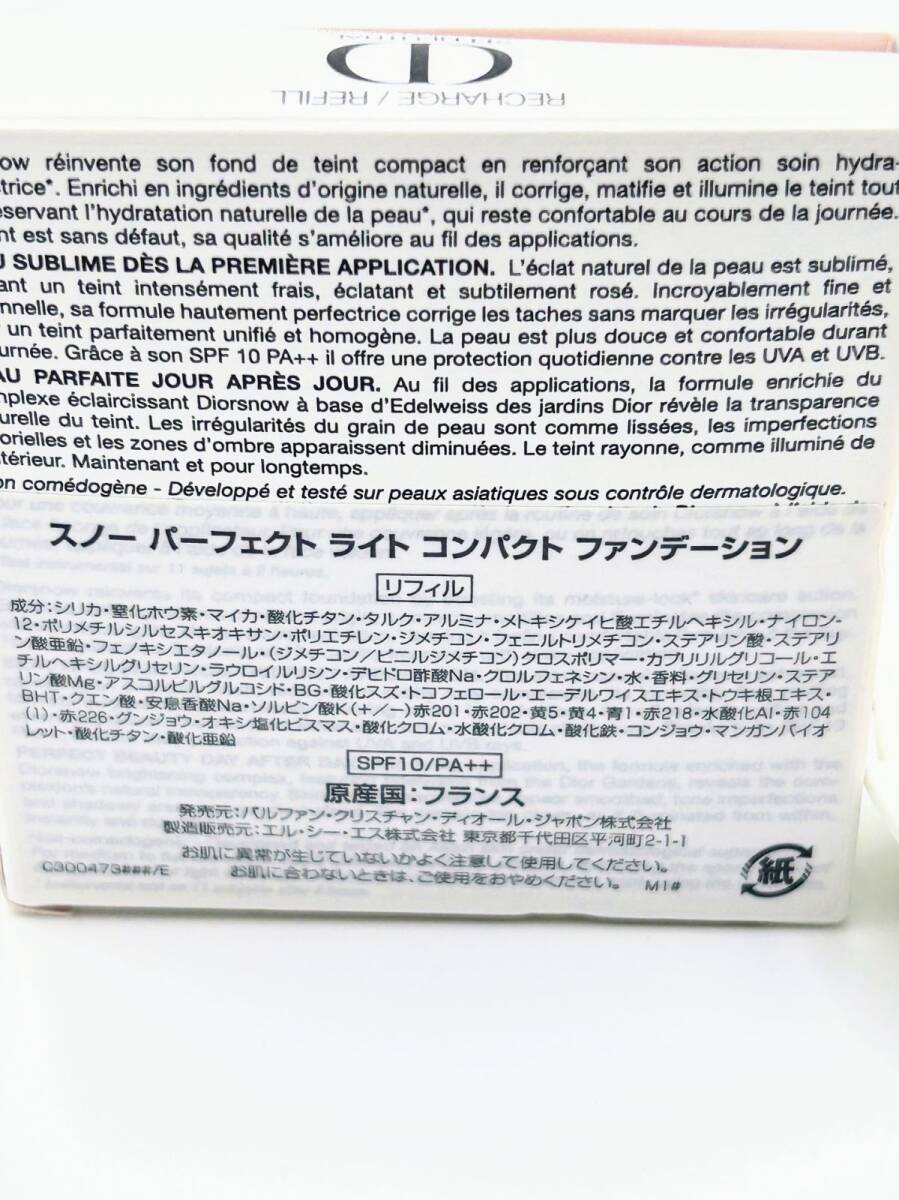 RECHARGE / REFILL
ow réinvente son fond de teint compact en renforçant son action soin hydra-
trice*. Enrichi en ingrédients d'origine naturelle, il corrige, matifie et illumine le teint tout
servant l'hydratation naturelle de la peau*, qui reste confortable au cours de la journée.
nt est sans défaut, sa qualité s'améliore au fil des applications.
U SUBLIME DÈS LA PREMIÈRE APPLICATION. L'éclat naturel de la peau est sublimé,
ant un teint intensément frais, éclatant et subtilement rosé. Incroyablement fine et
nnelle, sa formule hautement perfectrice corrige les taches sans marquer les irrégularités,
un teint parfaitement unifié et homogène. La peau est plus douce et confortable durant
urnée. Grâce à son SPF 10 PA++ il offre une protection quotidienne contre les UVA et UVB.
AU PARFAITE JOUR APRÈS JOUR. Au fil des applications, la formule enrichie du
mplexe éclaircissant Diorsnow à base d'Edelweiss des jardins Dior révèle la transparence
urelle du teint. Les irrégularités du grain de peau sont comme lissées, les imperfections
orielles et les zones d'ombre apparaissent diminuées. Le teint rayonne, comme illuminé de
ntérieur. Maintenant et pour longtemps.
on comédogène - Développé et testé sur peaux asiatiques sous contrôle dermatologique.
スノー パーフェクト ライト コンパクト ファンデーション
リフィル
成分:シリカ・窒化ホウ素・マイカ・酸化チタン・タルク・アルミナ・メトキシケイヒ酸エチルヘキシル・ナイロン-
12・ポリメチルシルセスキオキサン・ポリエチレン・ジメチコン・フェニルトリメチコン・ステアリン酸・ステアリ
ン酸亜鉛・フェノキシエタノール・(ジメチコン/ビニルジメチコン)クロスポリマー・カプリリルグリコール・エ
チルヘキシルグリセリン・ラウロイルリシン・デヒドロ酢酸Na・クロルフェネシン・水・香料・グリセリン・ステア
リン酸Mg・アスコルビルグルコシド・BG・酸化スズ・トコフェロール・エーデルワイスエキス・トウキ根エキス・
BHT・クエン酸・安息香酸Na・ソルビン酸K(+/−)赤201・赤202・黄5・黄4・青1・赤218・水酸化Al・赤104
(1)・赤226・グンジョウ・オキシ塩化ビスマス・酸化クロム・水酸化クロム・酸化鉄・コンジョウ・マンガンバイオ
レット・酸化チタン・酸化亜鉛
SPF10/PA++
原産国:フランス
発売元:パルファン・クリスチャン・ディオール・ジャポン株式会社
製造販売元:エル・シー・エス株式会社 東京都千代田区平河町2-1-1
お肌に異常が生じていないかよく注意して使用してください。
C300473###/E お肌に合わないときは、ご使用をおやめください。 M1#
紙